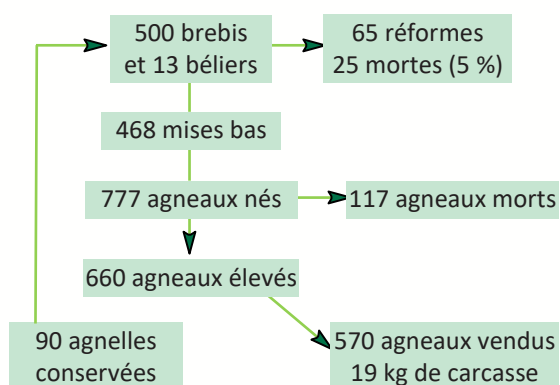 500 brebis
et 13 béliers
65 réformes
25 mortes (5 %)
468 mises bas
777 agneaux nés
117 agneaux morts
660 agneaux élevés
90 agnelles
conservées
570 agneaux vendus
19 kg de carcasse